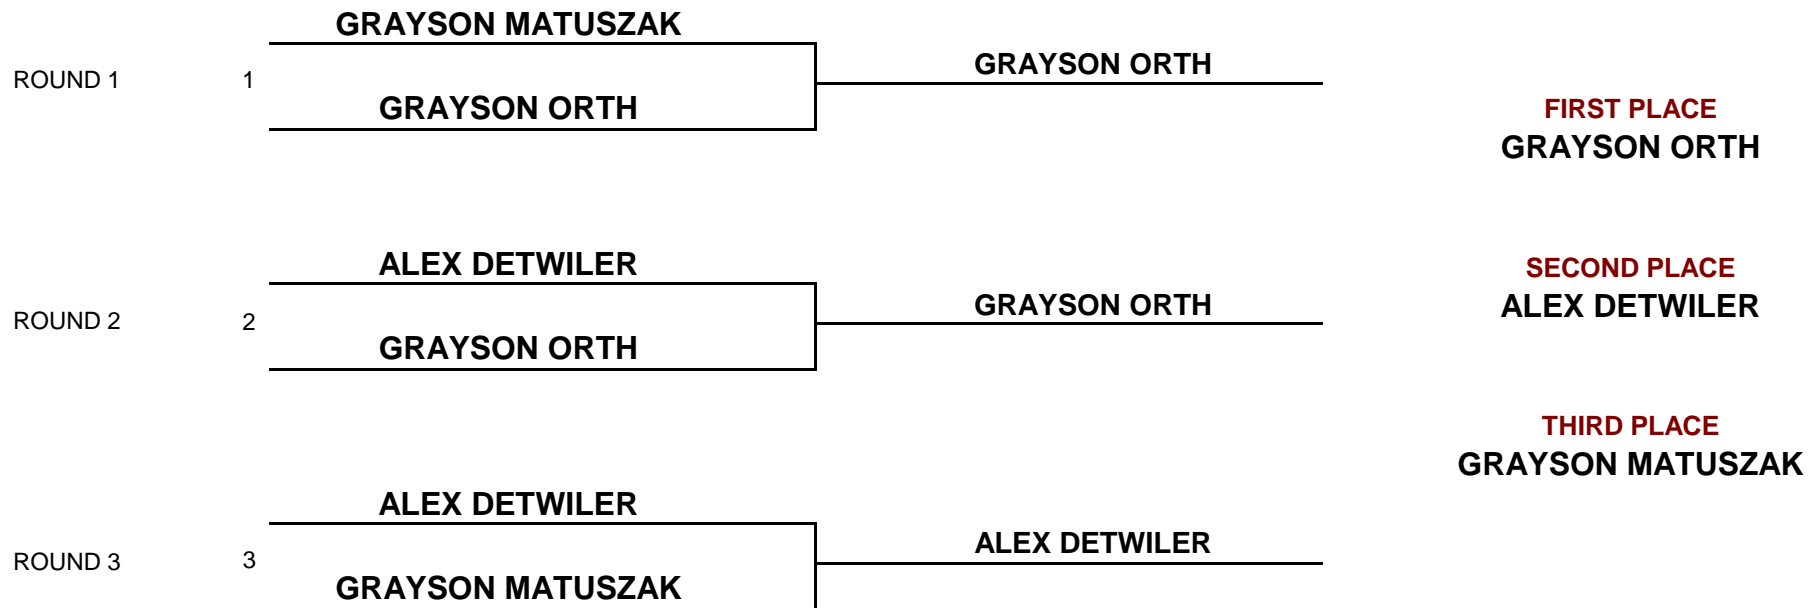 GRAYSON MATUSZAK
ROUND 1 1 GRAYSON ORTH
GRAYSON ORTH
FIRST PLACE
GRAYSON ORTH
ALEX DETWILER
SECOND PLACE
ROUND 2 2 GRAYSON ORTH
ALEX DETWILER
GRAYSON ORTH
THIRD PLACE
GRAYSON MATUSZAK
ALEX DETWILER
ROUND 3 3 ALEX DETWILER
GRAYSON MATUSZAK